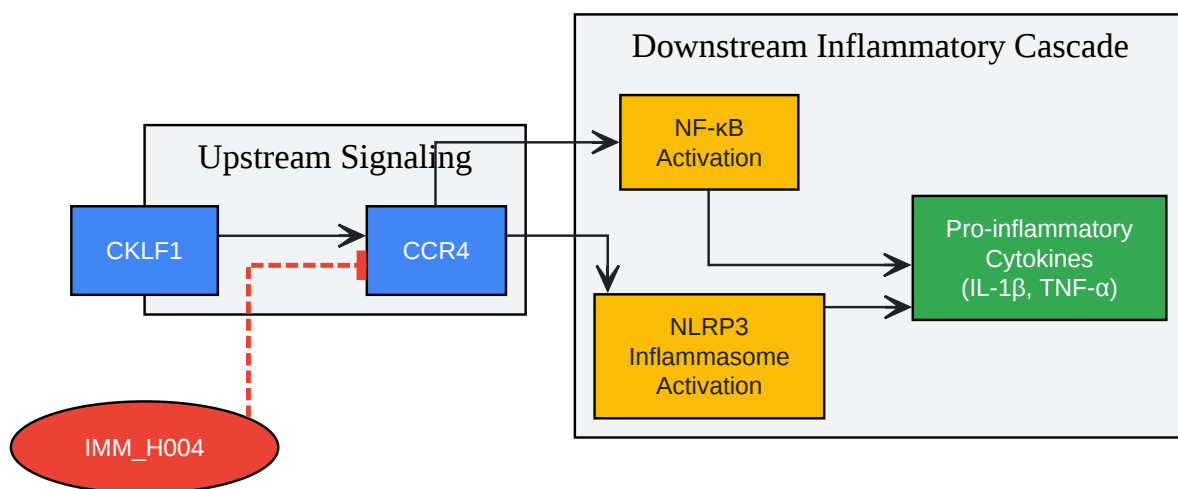 Downstream Inflammatory Cascade
NF-κB
Activation
Upstream Signaling
CKLF1
CCR4
Pro-inflammatory
Cytokines
(IL-1β, TNF-α)
NLRP3
Inflammasome
Activation
IMM_H004